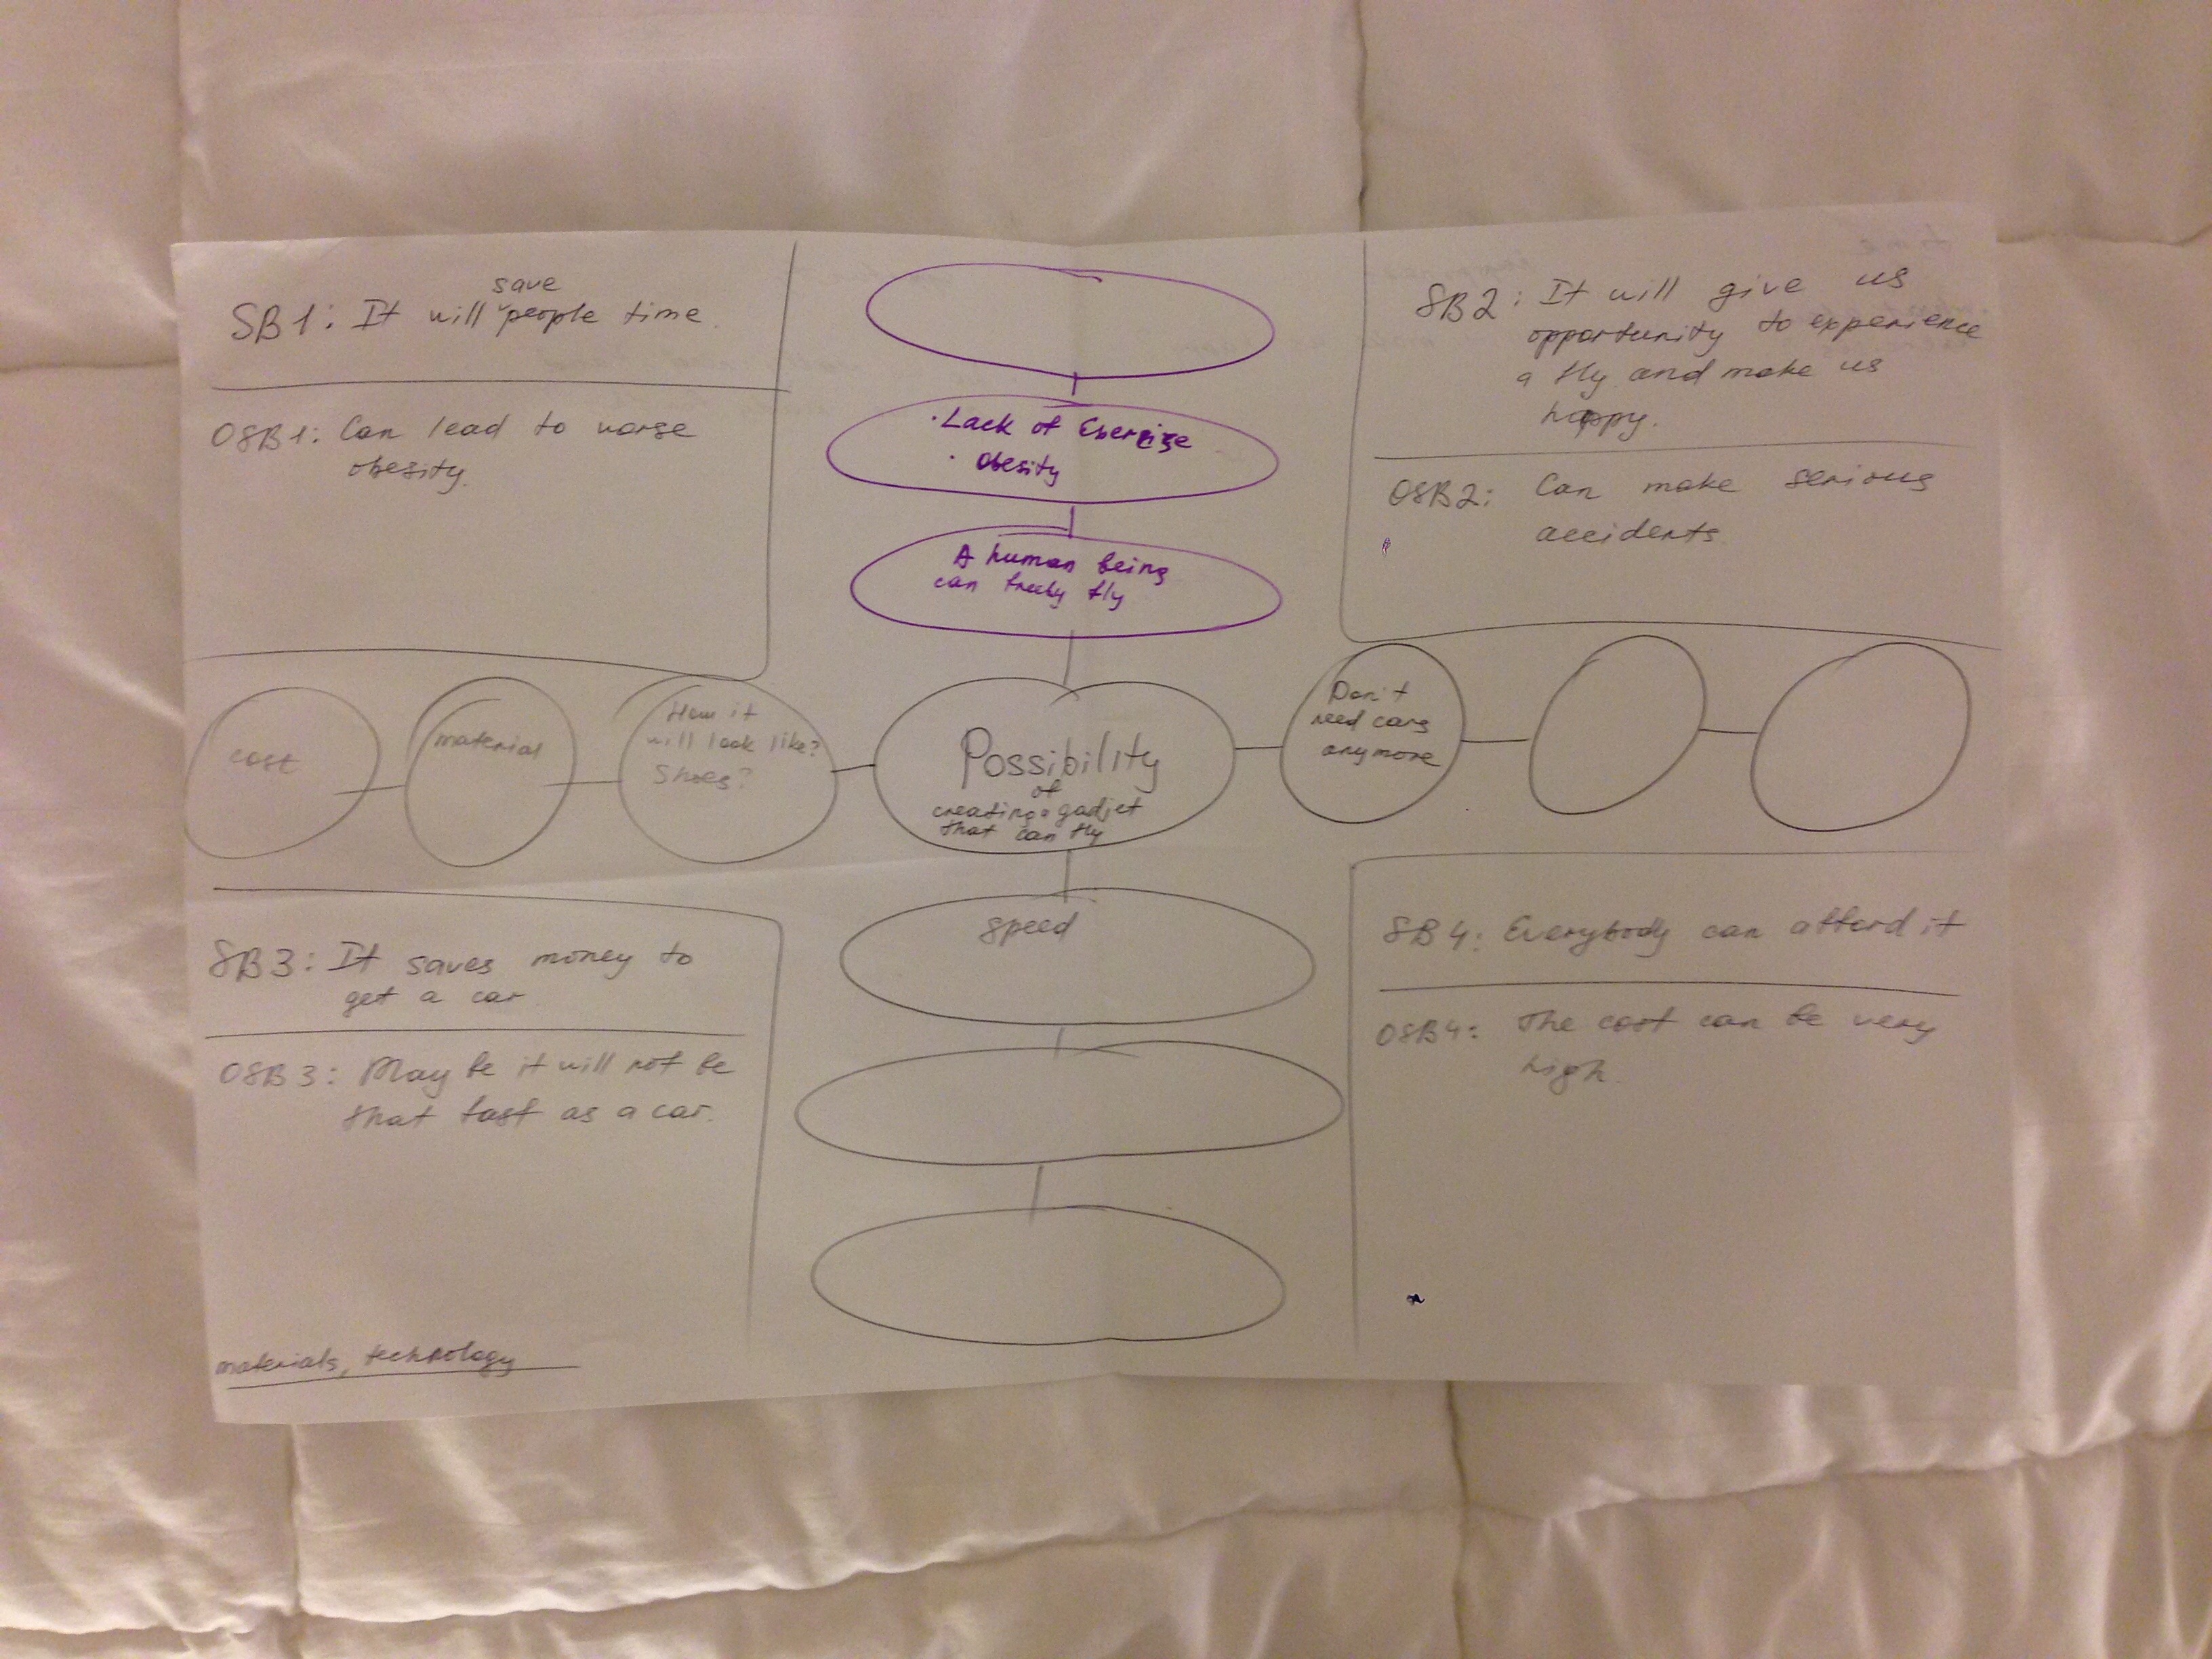 save
SB1: It will people time.
OSB1: Can lead to worse
obesity.
· Lack of Exercize
· Obesity
A human being
can freely fly
SB2: It will give us
opportunity to experience
a fly and make us
happy.
OSB2: Can make serious
accidents.
cost
material
How it
will look like?
Shoes?
Possibility
of
creating a gadjet
that can fly
Don't
need cars
anymore
speed
SB3: It saves money to
get a car
OSB3: May be it will not be
that fast as a car.
SB4: Everybody can afford it
OSB4: The cost can be very
high.
materials, technology